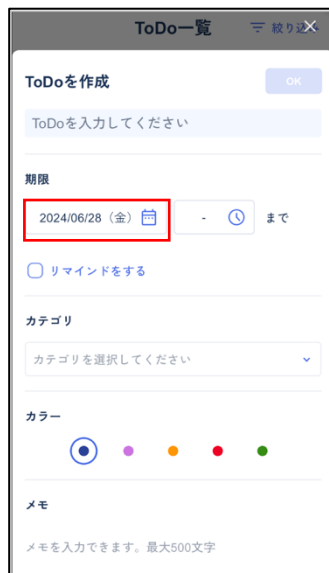 ToDo一覧 絞り込み
ToDoを作成 OK
ToDoを入力してください
期限
2024/06/28（金） - まで
リマインドをする
カテゴリ
カテゴリを選択してください
カラー
メモ
メモを入力できます。最大500文字